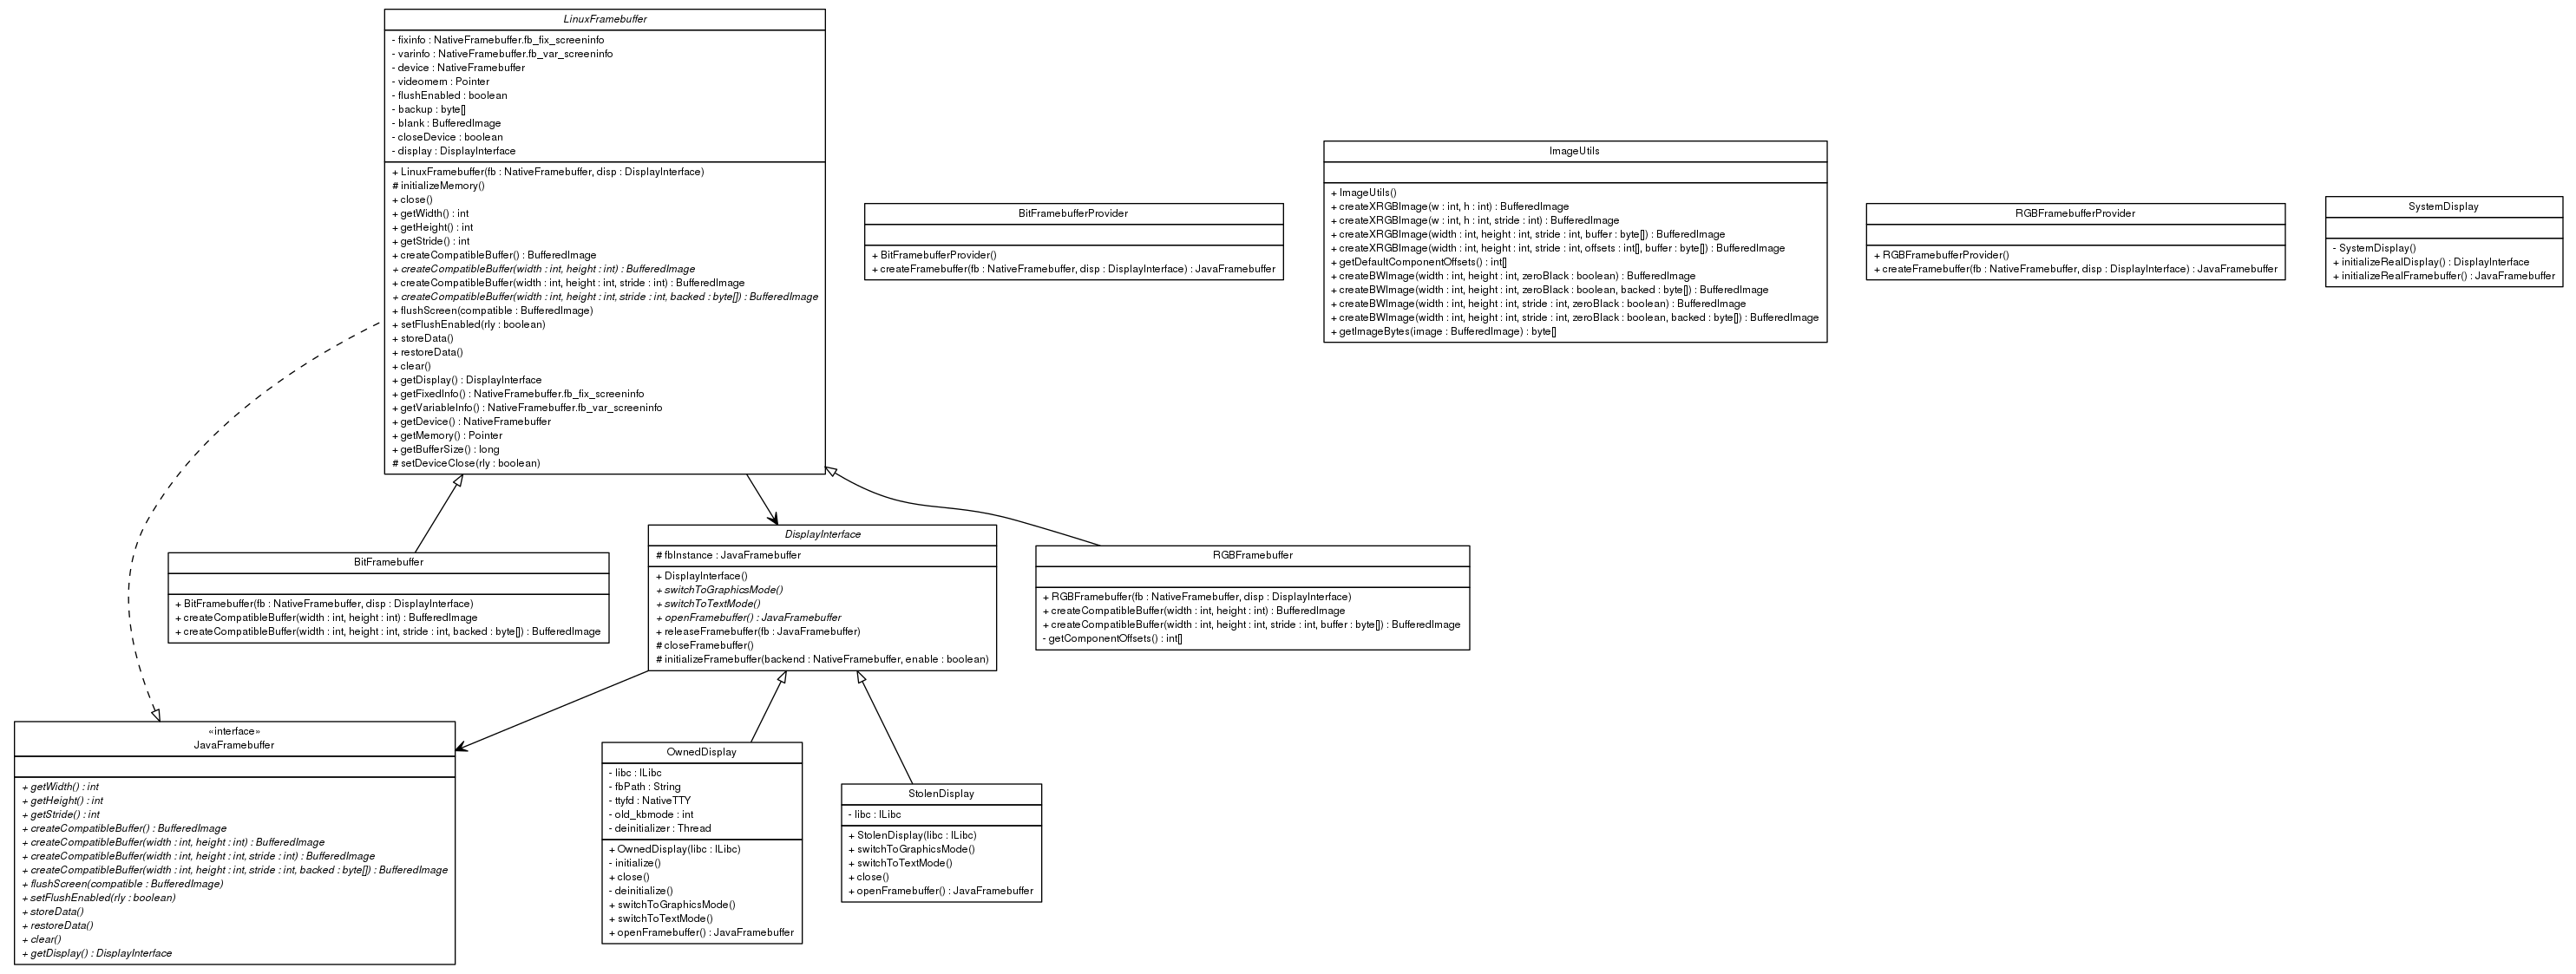 LinuxFramebuffer
- fixinfo : NativeFramebuffer.fb_fix_screeninfo
- varinfo : NativeFramebuffer.fb_var_screeninfo
- device : NativeFramebuffer
- videomem : Pointer
- flushEnabled : boolean
- backup : byte[]
- blank : BufferedImage
- closeDevice : boolean
- display : DisplayInterface
+ LinuxFramebuffer(fb : NativeFramebuffer, disp : DisplayInterface)
# initializeMemory()
+ close()
+ getWidth() : int
+ getHeight() : int
+ getStride() : int
+ createCompatibleBuffer() : BufferedImage
+ createCompatibleBuffer(width : int, height : int) : BufferedImage
+ createCompatibleBuffer(width : int, height : int, stride : int) : BufferedImage
+ createCompatibleBuffer(width : int, height : int, stride : int, backed : byte[]) : BufferedImage
+ flushScreen(compatible : BufferedImage)
+ setFlushEnabled(rly : boolean)
+ storeData()
+ restoreData()
+ clear()
+ getDisplay() : DisplayInterface
+ getFixedInfo() : NativeFramebuffer.fb_fix_screeninfo
+ getVariableInfo() : NativeFramebuffer.fb_var_screeninfo
+ getDevice() : NativeFramebuffer
+ getMemory() : Pointer
+ getBufferSize() : long
# setDeviceClose(rly : boolean)
BitFramebufferProvider
+ BitFramebufferProvider()
+ createFramebuffer(fb : NativeFramebuffer, disp : DisplayInterface) : JavaFramebuffer
ImageUtils
+ ImageUtils()
+ createXRGBImage(w : int, h : int) : BufferedImage
+ createXRGBImage(w : int, h : int, stride : int) : BufferedImage
+ createXRGBImage(width : int, height : int, stride : int, buffer : byte[]) : BufferedImage
+ createXRGBImage(width : int, height : int, stride : int, offsets : int[], buffer : byte[]) : BufferedImage
+ getDefaultComponentOffsets() : int[]
+ createBWImage(width : int, height : int, zeroBlack : boolean) : BufferedImage
+ createBWImage(width : int, height : int, zeroBlack : boolean, backed : byte[]) : BufferedImage
+ createBWImage(width : int, height : int, stride : int, zeroBlack : boolean) : BufferedImage
+ createBWImage(width : int, height : int, stride : int, zeroBlack : boolean, backed : byte[]) : BufferedImage
+ getImageBytes(image : BufferedImage) : byte[]
RGBFramebufferProvider
+ RGBFramebufferProvider()
+ createFramebuffer(fb : NativeFramebuffer, disp : DisplayInterface) : JavaFramebuffer
SystemDisplay
- SystemDisplay()
+ initializeRealDisplay() : DisplayInterface
+ initializeRealFramebuffer() : JavaFramebuffer
BitFramebuffer
+ BitFramebuffer(fb : NativeFramebuffer, disp : DisplayInterface)
+ createCompatibleBuffer(width : int, height : int) : BufferedImage
+ createCompatibleBuffer(width : int, height : int, stride : int, backed : byte[]) : BufferedImage
DisplayInterface
# fbInstance : JavaFramebuffer
+ DisplayInterface()
+ switchToGraphicsMode()
+ switchToTextMode()
+ openFramebuffer() : JavaFramebuffer
+ releaseFramebuffer(fb : JavaFramebuffer)
# closeFramebuffer()
# initializeFramebuffer(backend : NativeFramebuffer, enable : boolean)
RGBFramebuffer
+ RGBFramebuffer(fb : NativeFramebuffer, disp : DisplayInterface)
+ createCompatibleBuffer(width : int, height : int) : BufferedImage
+ createCompatibleBuffer(width : int, height : int, stride : int, buffer : byte[]) : BufferedImage
- getComponentOffsets() : int[]
«interface»
JavaFramebuffer
+ getWidth() : int
+ getHeight() : int
+ getStride() : int
+ createCompatibleBuffer() : BufferedImage
+ createCompatibleBuffer(width : int, height : int) : BufferedImage
+ createCompatibleBuffer(width : int, height : int, stride : int) : BufferedImage
+ createCompatibleBuffer(width : int, height : int, stride : int, backed : byte[]) : BufferedImage
+ flushScreen(compatible : BufferedImage)
+ setFlushEnabled(rly : boolean)
+ storeData()
+ restoreData()
+ clear()
+ getDisplay() : DisplayInterface
OwnedDisplay
- libc : ILibc
- fbPath : String
- ttyfd : NativeTTY
- old_kbmode : int
- deinitializer : Thread
+ OwnedDisplay(libc : ILibc)
- initialize()
+ close()
- deinitialize()
+ switchToGraphicsMode()
+ switchToTextMode()
+ openFramebuffer() : JavaFramebuffer
StolenDisplay
- libc : ILibc
+ StolenDisplay(libc : ILibc)
+ switchToGraphicsMode()
+ switchToTextMode()
+ close()
+ openFramebuffer() : JavaFramebuffer